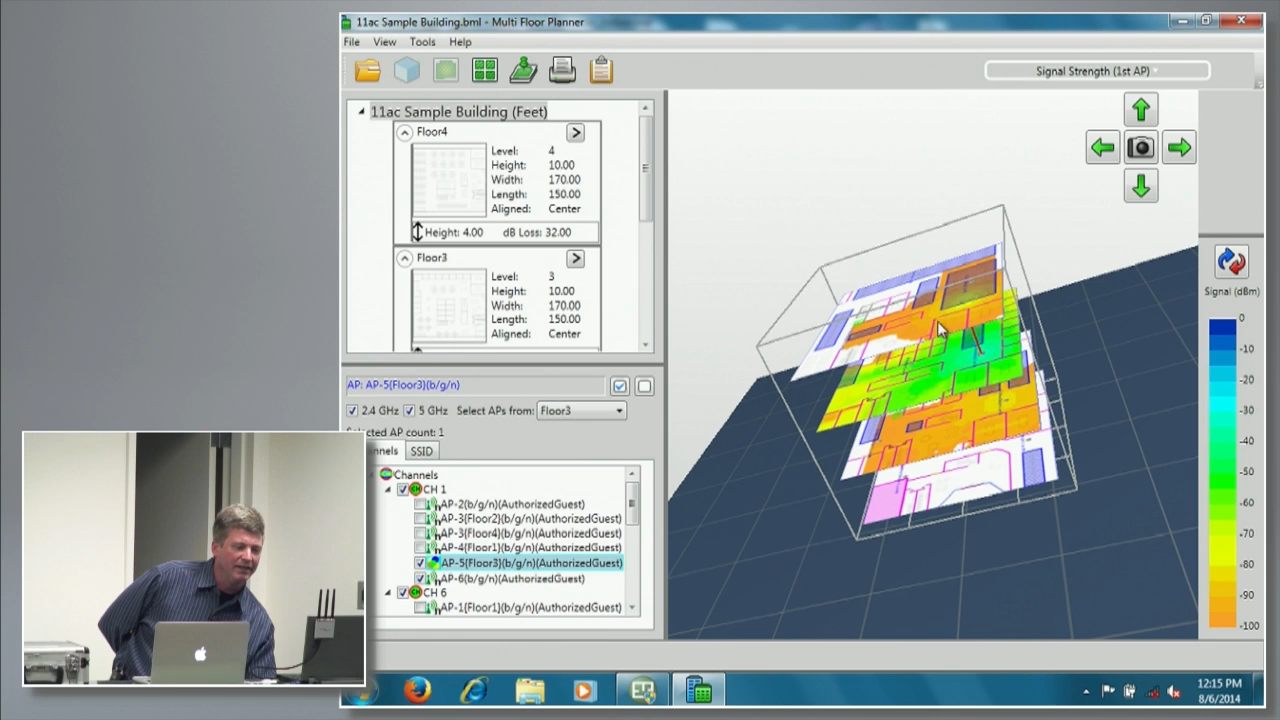 11ac Sample Building.bml - Multi Floor Planner
File View Tools Help
Signal Strength (1st AP)
11ac Sample Building (Feet)
Floor4
Level: 4
Height: 10.00
Width: 170.00
Length: 150.00
Aligned: Center
Height: 4.00 dB Loss: 32.00
Floor3
Level: 3
Height: 10.00
Width: 170.00
Length: 150.00
Aligned: Center
AP: AP-5(Floor3)(b/g/n)
2.4 GHz 5 GHz Select APs from: Floor3
Selected AP count: 1
nnels SSID
Channels
CH 1
AP-2(b/g/n)(AuthorizedGuest)
AP-3(Floor2)(b/g/n)(AuthorizedGuest)
AP-3(Floor4)(b/g/n)(AuthorizedGuest)
AP-4(Floor1)(b/g/n)(AuthorizedGuest)
AP-5(Floor3)(b/g/n)(AuthorizedGuest)
AP-6(b/g/n)(AuthorizedGuest)
CH 6
AP-1(Floor1)(b/g/n)(AuthorizedGuest)
Signal (dBm)
0
-10
-20
-30
-40
-50
-60
-70
-80
-90
-100
12:15 PM
8/6/2014